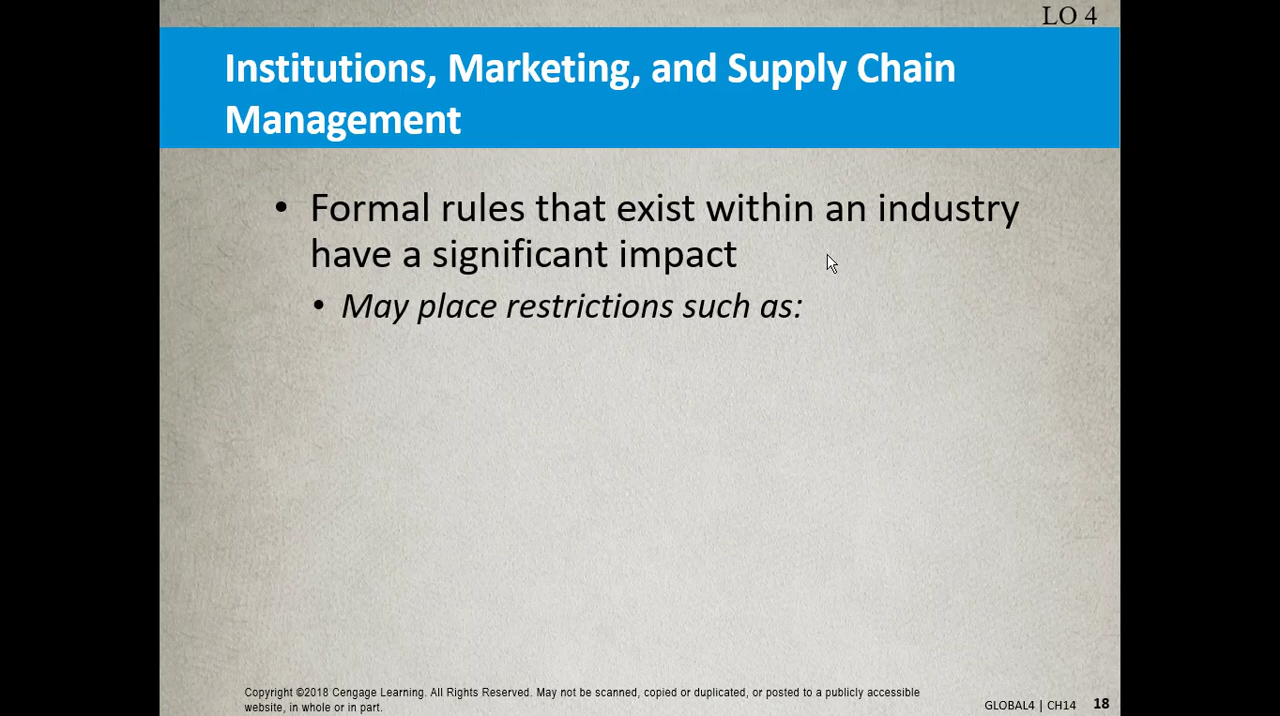 LO 4
Institutions, Marketing, and Supply Chain
Management
• Formal rules that exist within an industry
have a significant impact
• May place restrictions such as:
Copyright ©2018 Cengage Learning. All Rights Reserved. May not be scanned, copied or duplicated, or posted to a publicly accessible
website, in whole or in part.
GLOBAL4 | CH14 18